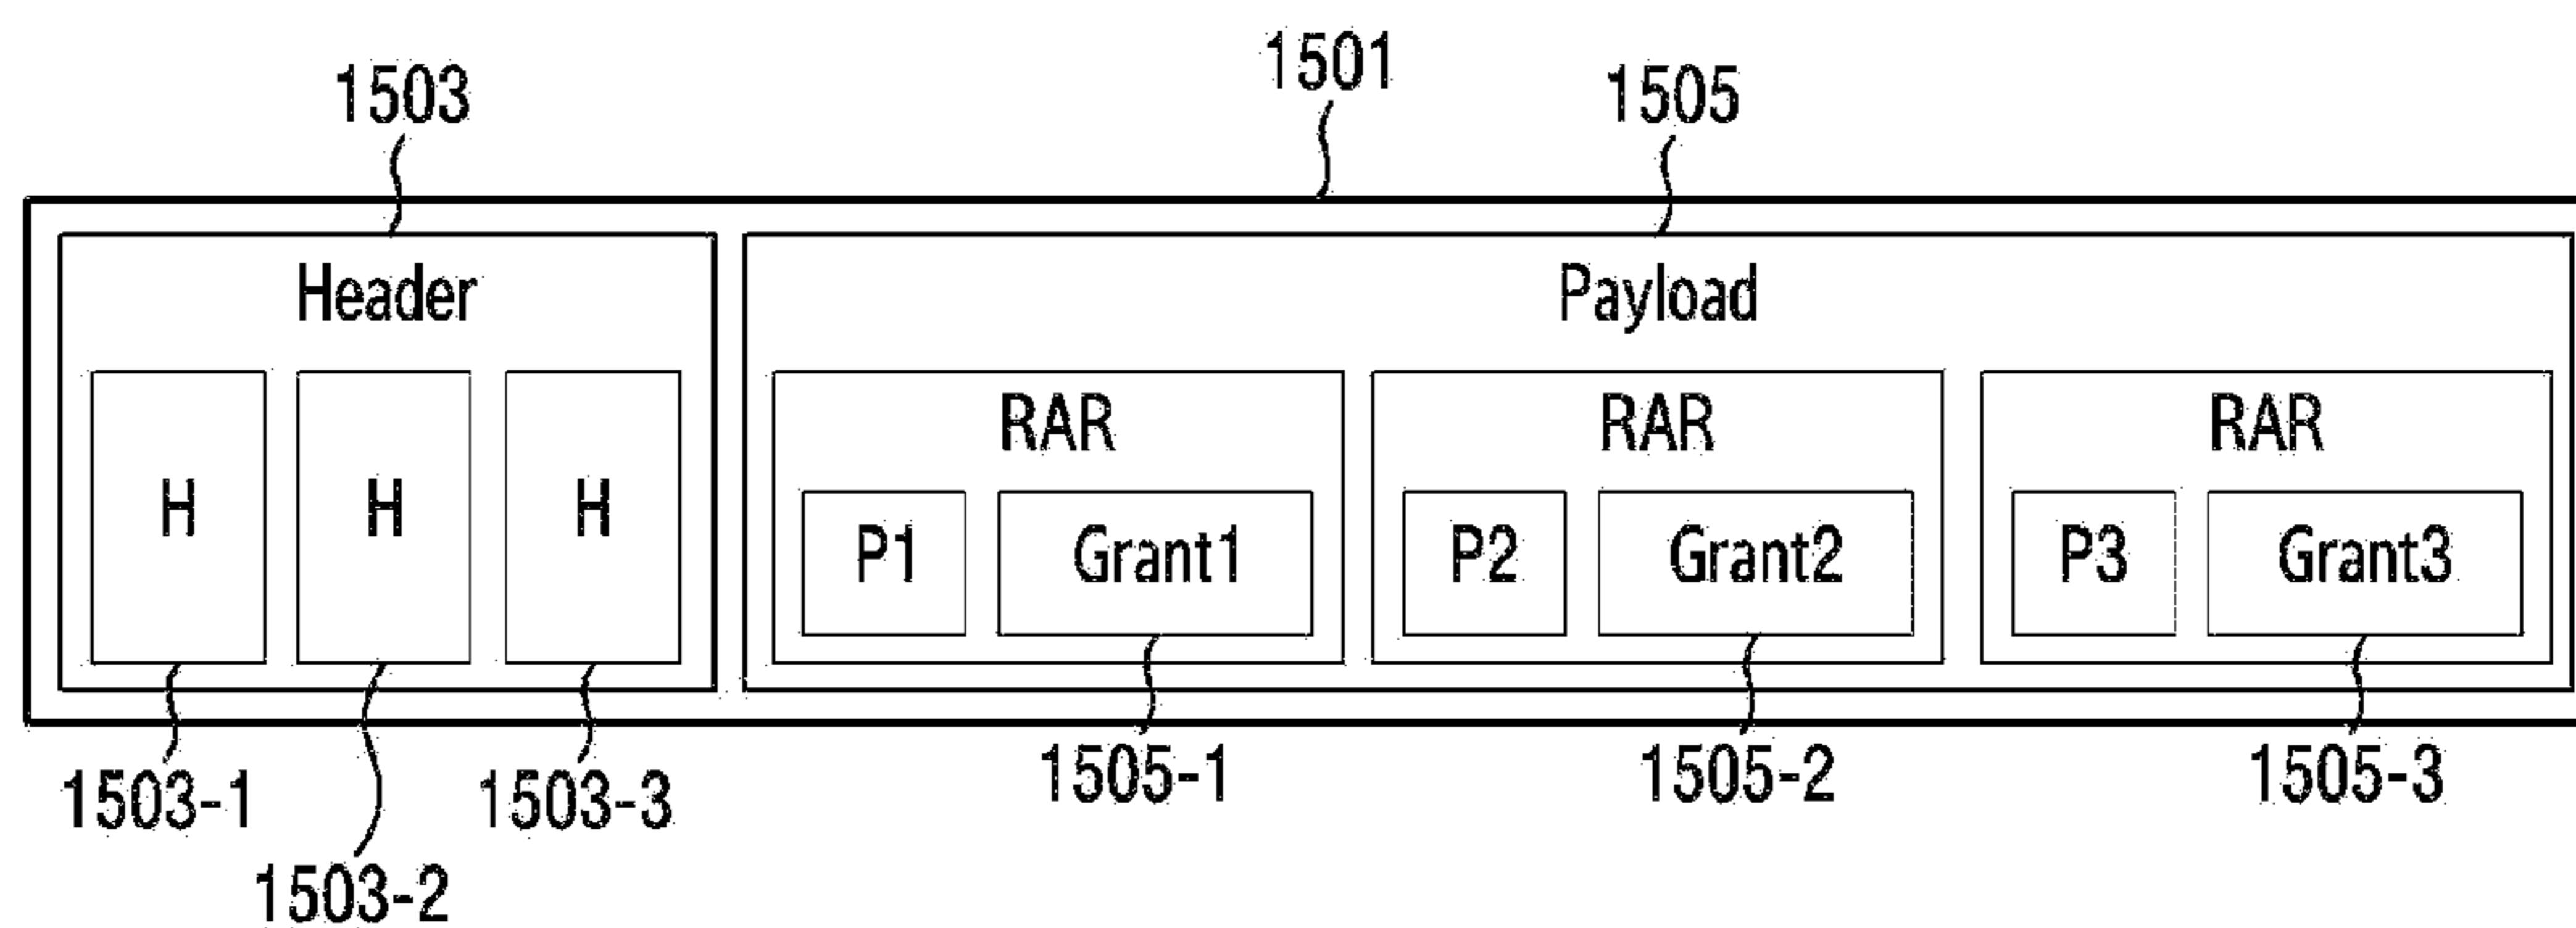 1501
1503 1505
Header Payload
RAR RAR RAR
H H H P1 Grant1 P2 Grant2 P3 Grant3
1503-1 1503-3 1505-1 1505-2 1505-3
1503-2